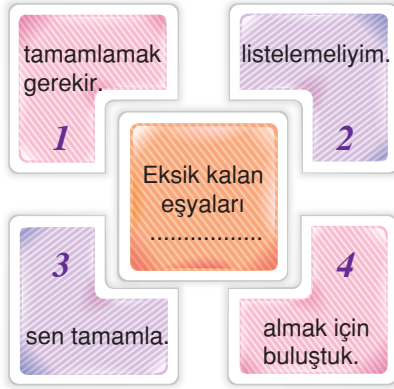 tamamlamak
gerekir.
1
listelemeliyim.
2
Eksik kalan
eşyaları
.................
3
sen tamamla.
4
almak için
buluştuk.